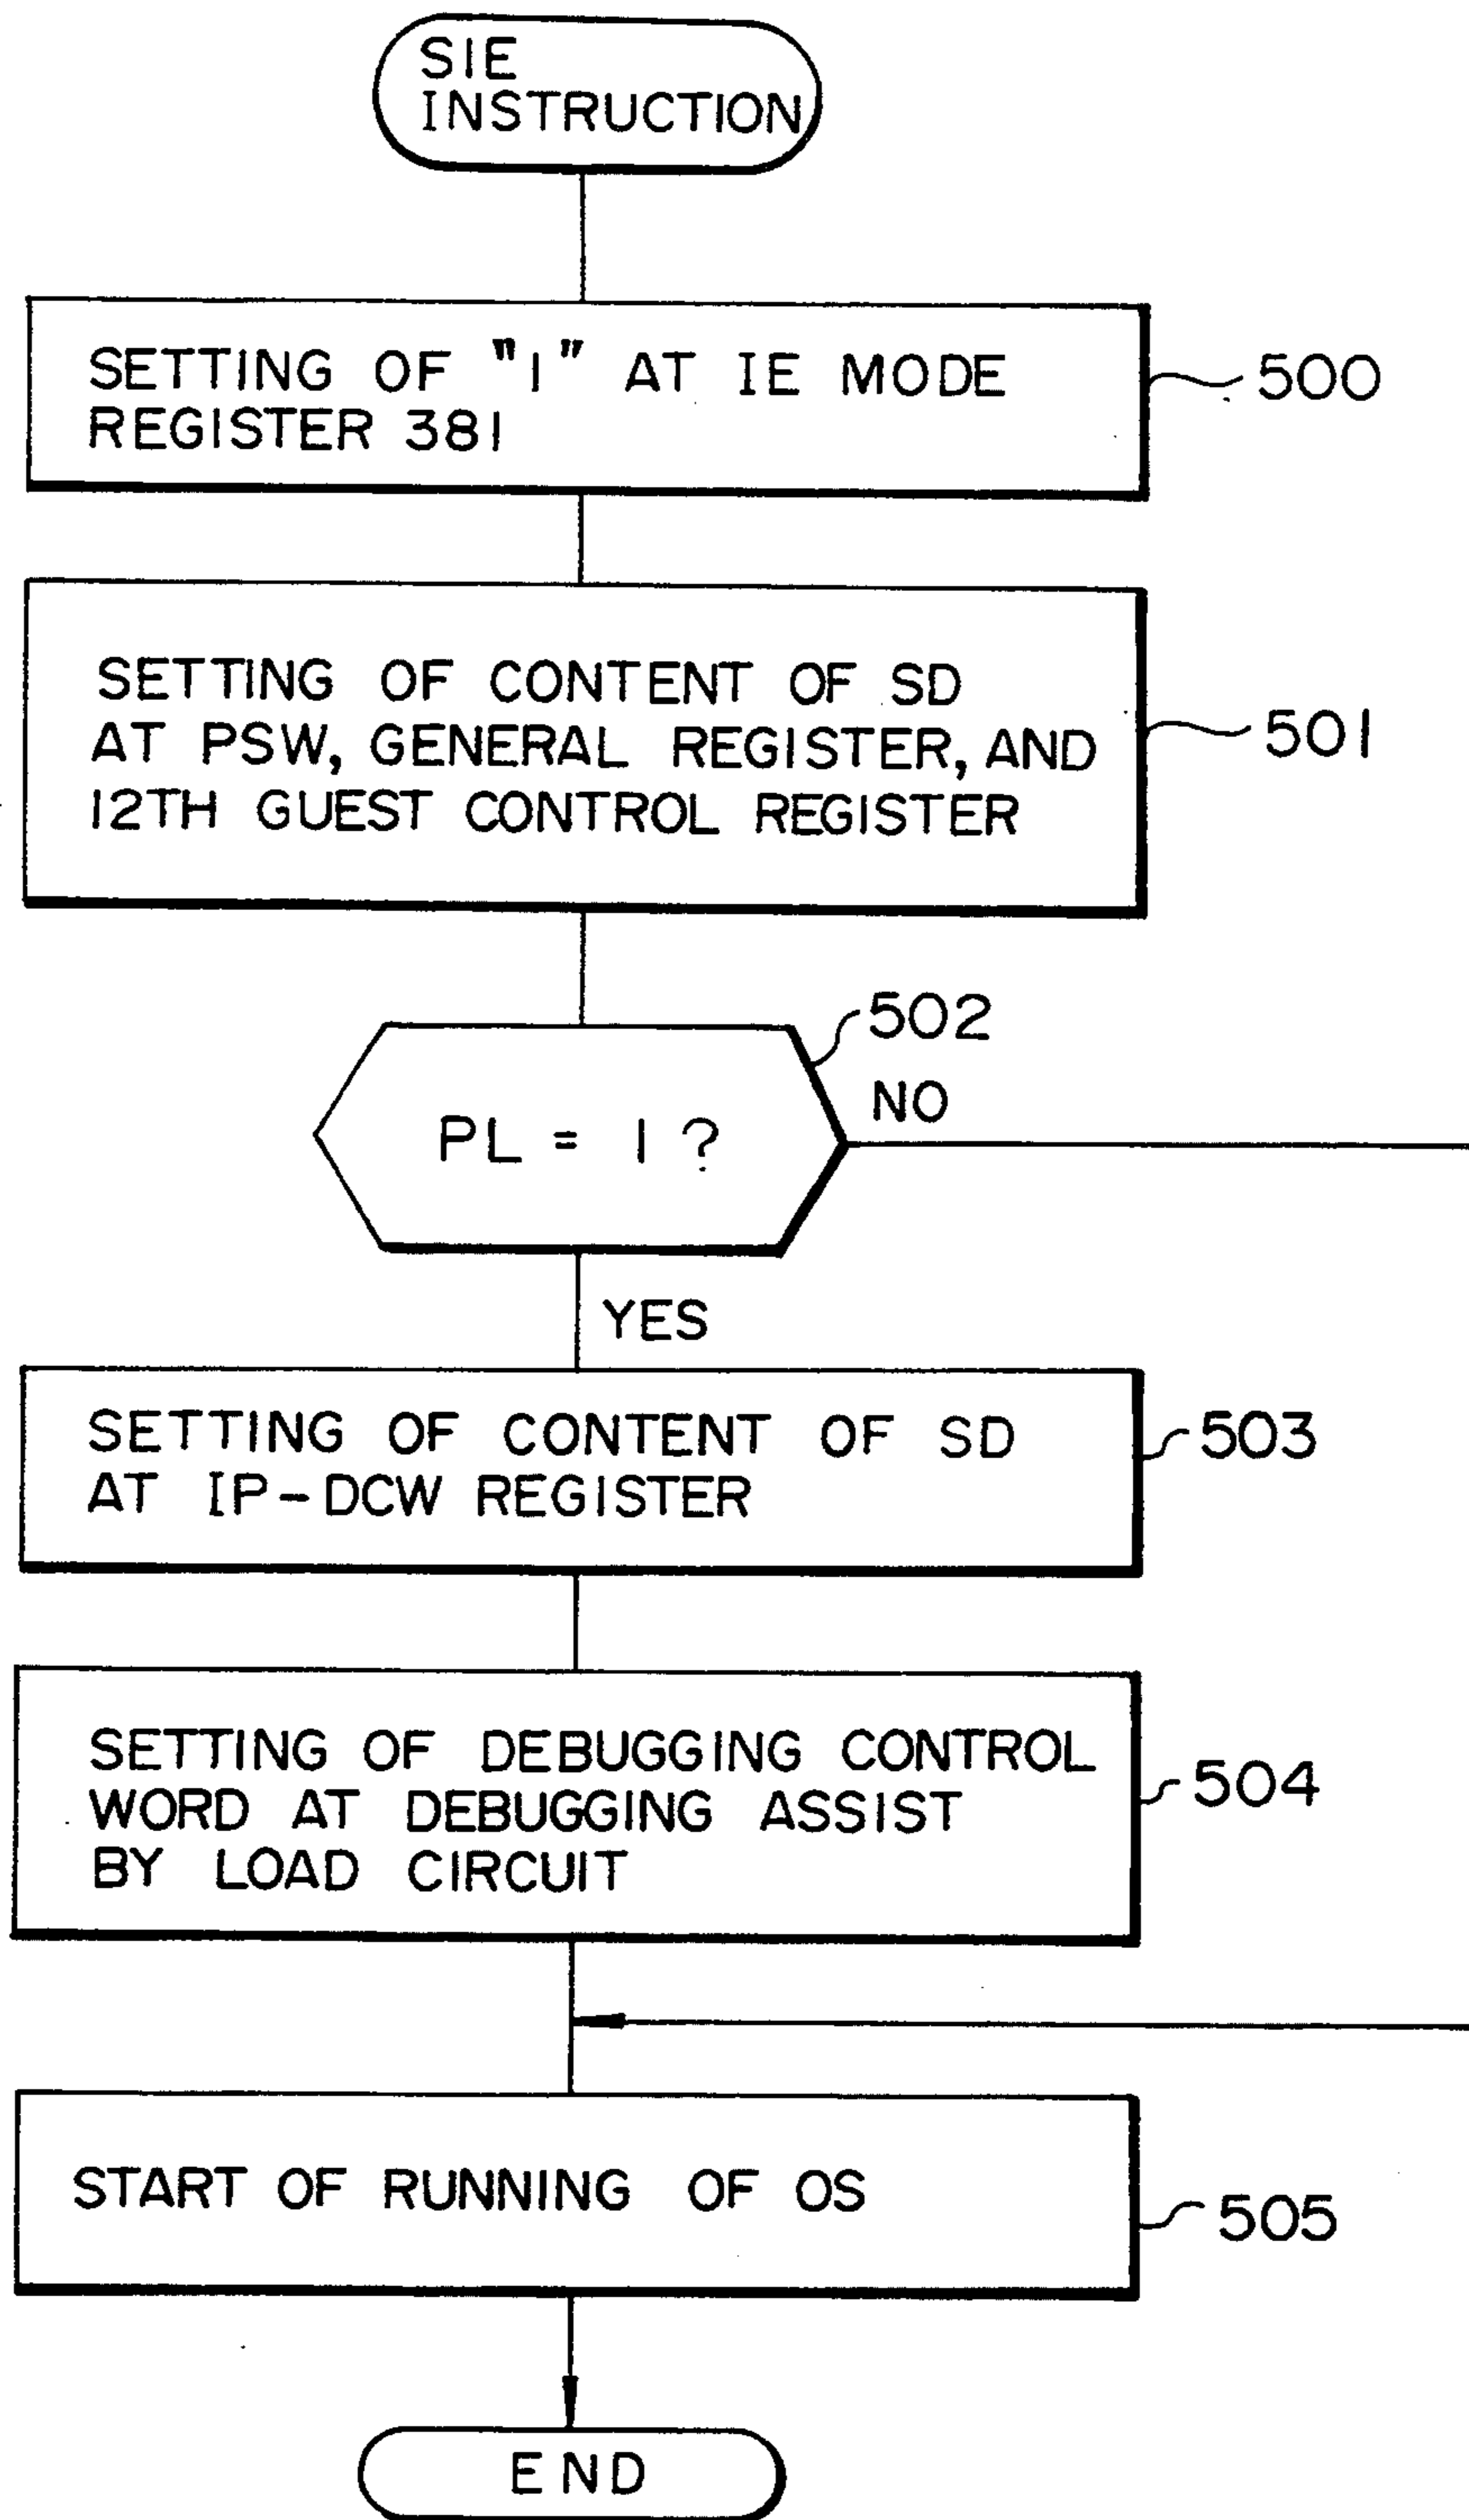 SIE
INSTRUCTION
SETTING OF "1" AT IE MODE
REGISTER 381
500
SETTING OF CONTENT OF SD
AT PSW, GENERAL REGISTER, AND
12TH GUEST CONTROL REGISTER
501
502
NO
PL = 1 ?
YES
SETTING OF CONTENT OF SD
AT IP-DCW REGISTER
503
SETTING OF DEBUGGING CONTROL
WORD AT DEBUGGING ASSIST
BY LOAD CIRCUIT
504
START OF RUNNING OF OS
505
END